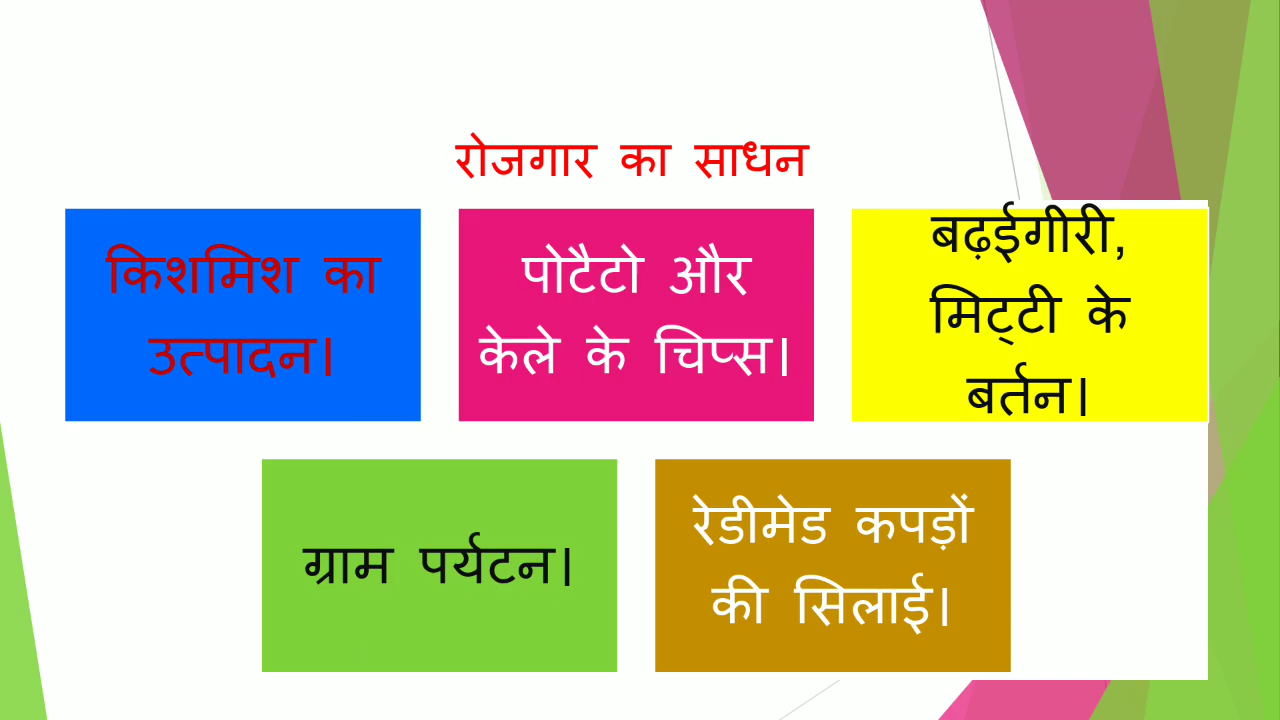 रोजगार का साधन
किशमिश का
उत्पादन।
पोटैटो और
केले के चिप्स।
बढ़ईगीरी,
मिट्टी के
बर्तन।
ग्राम पर्यटन।
रेडीमेड कपड़ों
की सिलाई।